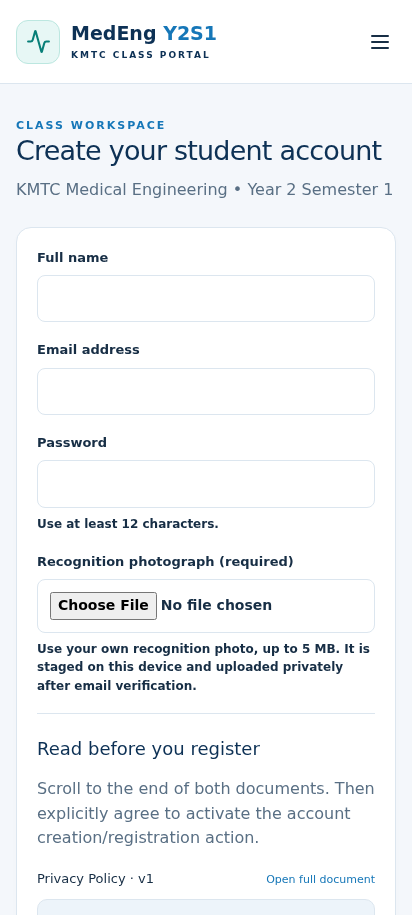 MedEng Y2S1
KMTC CLASS PORTAL
CLASS WORKSPACE
Create your student account
KMTC Medical Engineering • Year 2 Semester 1
Full name
Email address
Password
Use at least 12 characters.
Recognition photograph (required)
Choose File No file chosen
Use your own recognition photo, up to 5 MB. It is
staged on this device and uploaded privately
after email verification.
Read before you register
Scroll to the end of both documents. Then
explicitly agree to activate the account
creation/registration action.
Privacy Policy · v1 Open full document